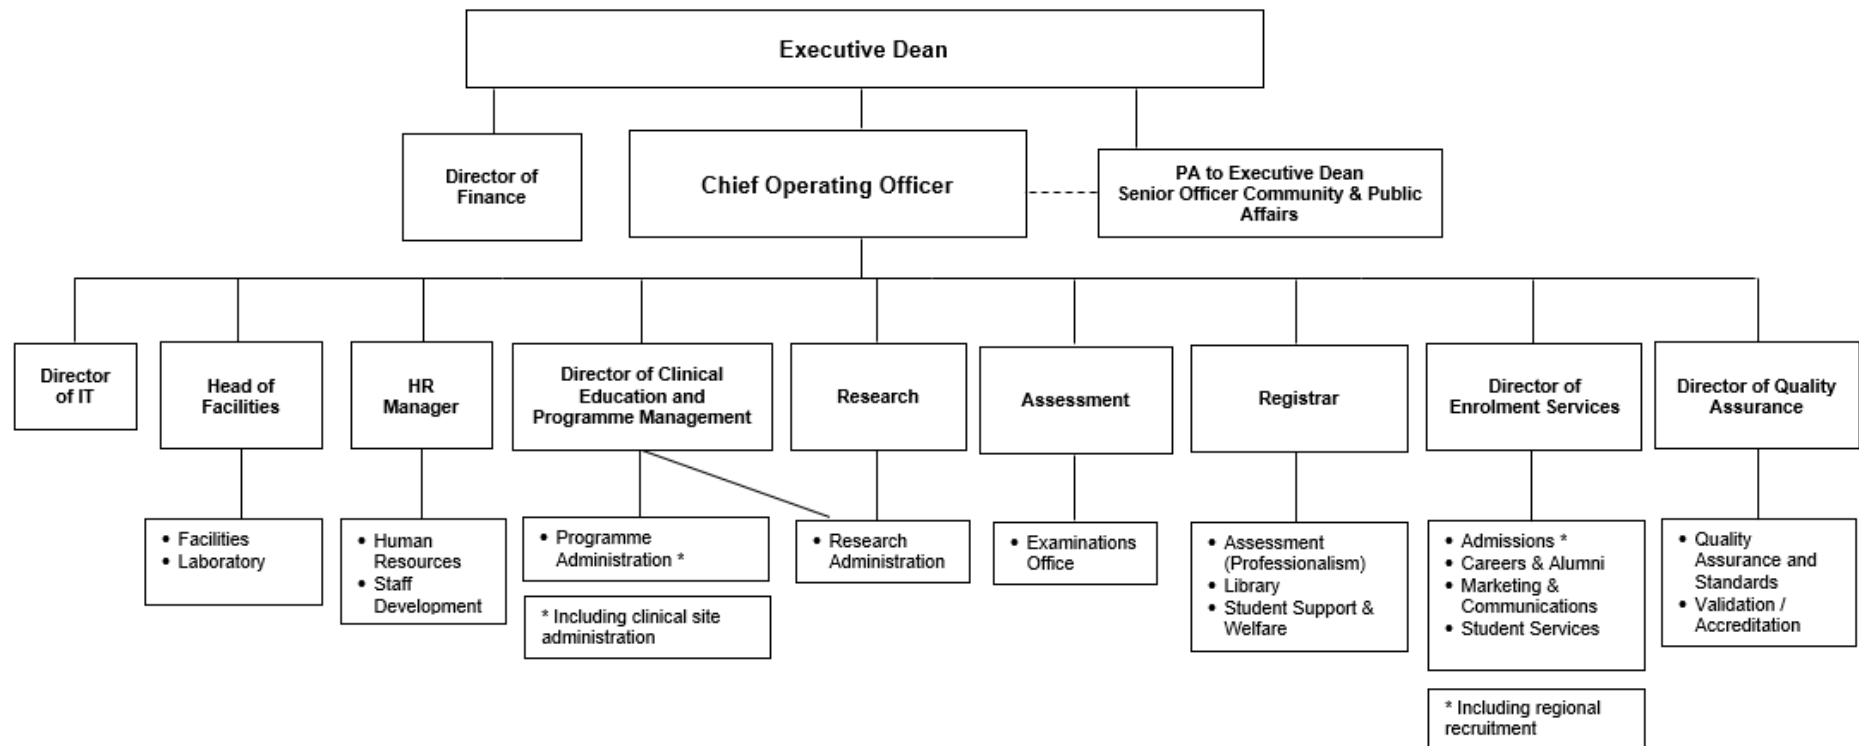 Executive Dean
Director of
Finance
Chief Operating Officer
PA to Executive Dean
Senior Officer Community & Public
Affairs
Director
of IT
Head of
Facilities
HR
Manager
Director of Clinical
Education and
Programme Management
Research
Assessment
Registrar
Director of
Enrolment Services
Director of Quality
Assurance
• Facilities
• Laboratory
• Human
Resources
• Staff
Development
• Programme
Administration *
* Including clinical site
administration
• Research
Administration
• Examinations
Office
• Assessment
(Professionalism)
• Library
• Student Support &
Welfare
• Admissions *
• Careers & Alumni
• Marketing &
Communications
• Student Services
* Including regional
recruitment
• Quality
Assurance and
Standards
• Validation /
Accreditation